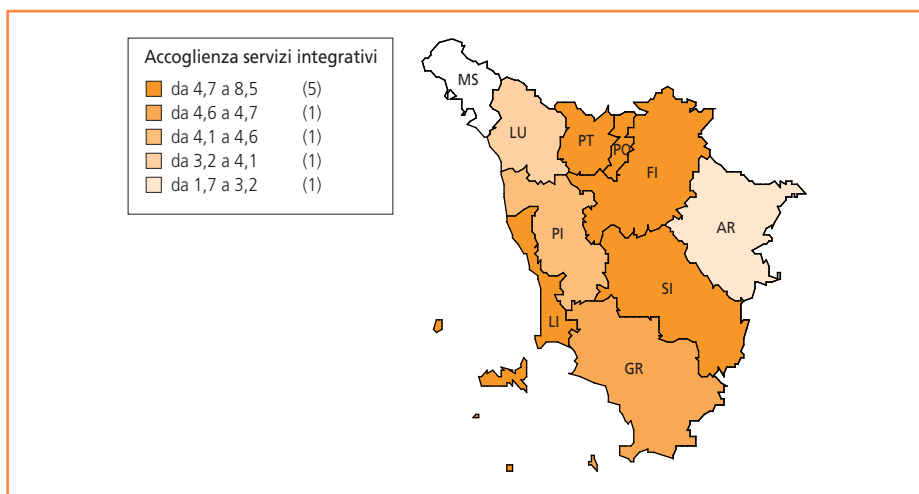 Accoglienza servizi integrativi
da 4,7 a 8,5 (5)
da 4,6 a 4,7 (1)
da 4,1 a 4,6 (1)
da 3,2 a 4,1 (1)
da 1,7 a 3,2 (1)
MS
LU
PT
PO
FI
AR
PI
SI
LI
GR